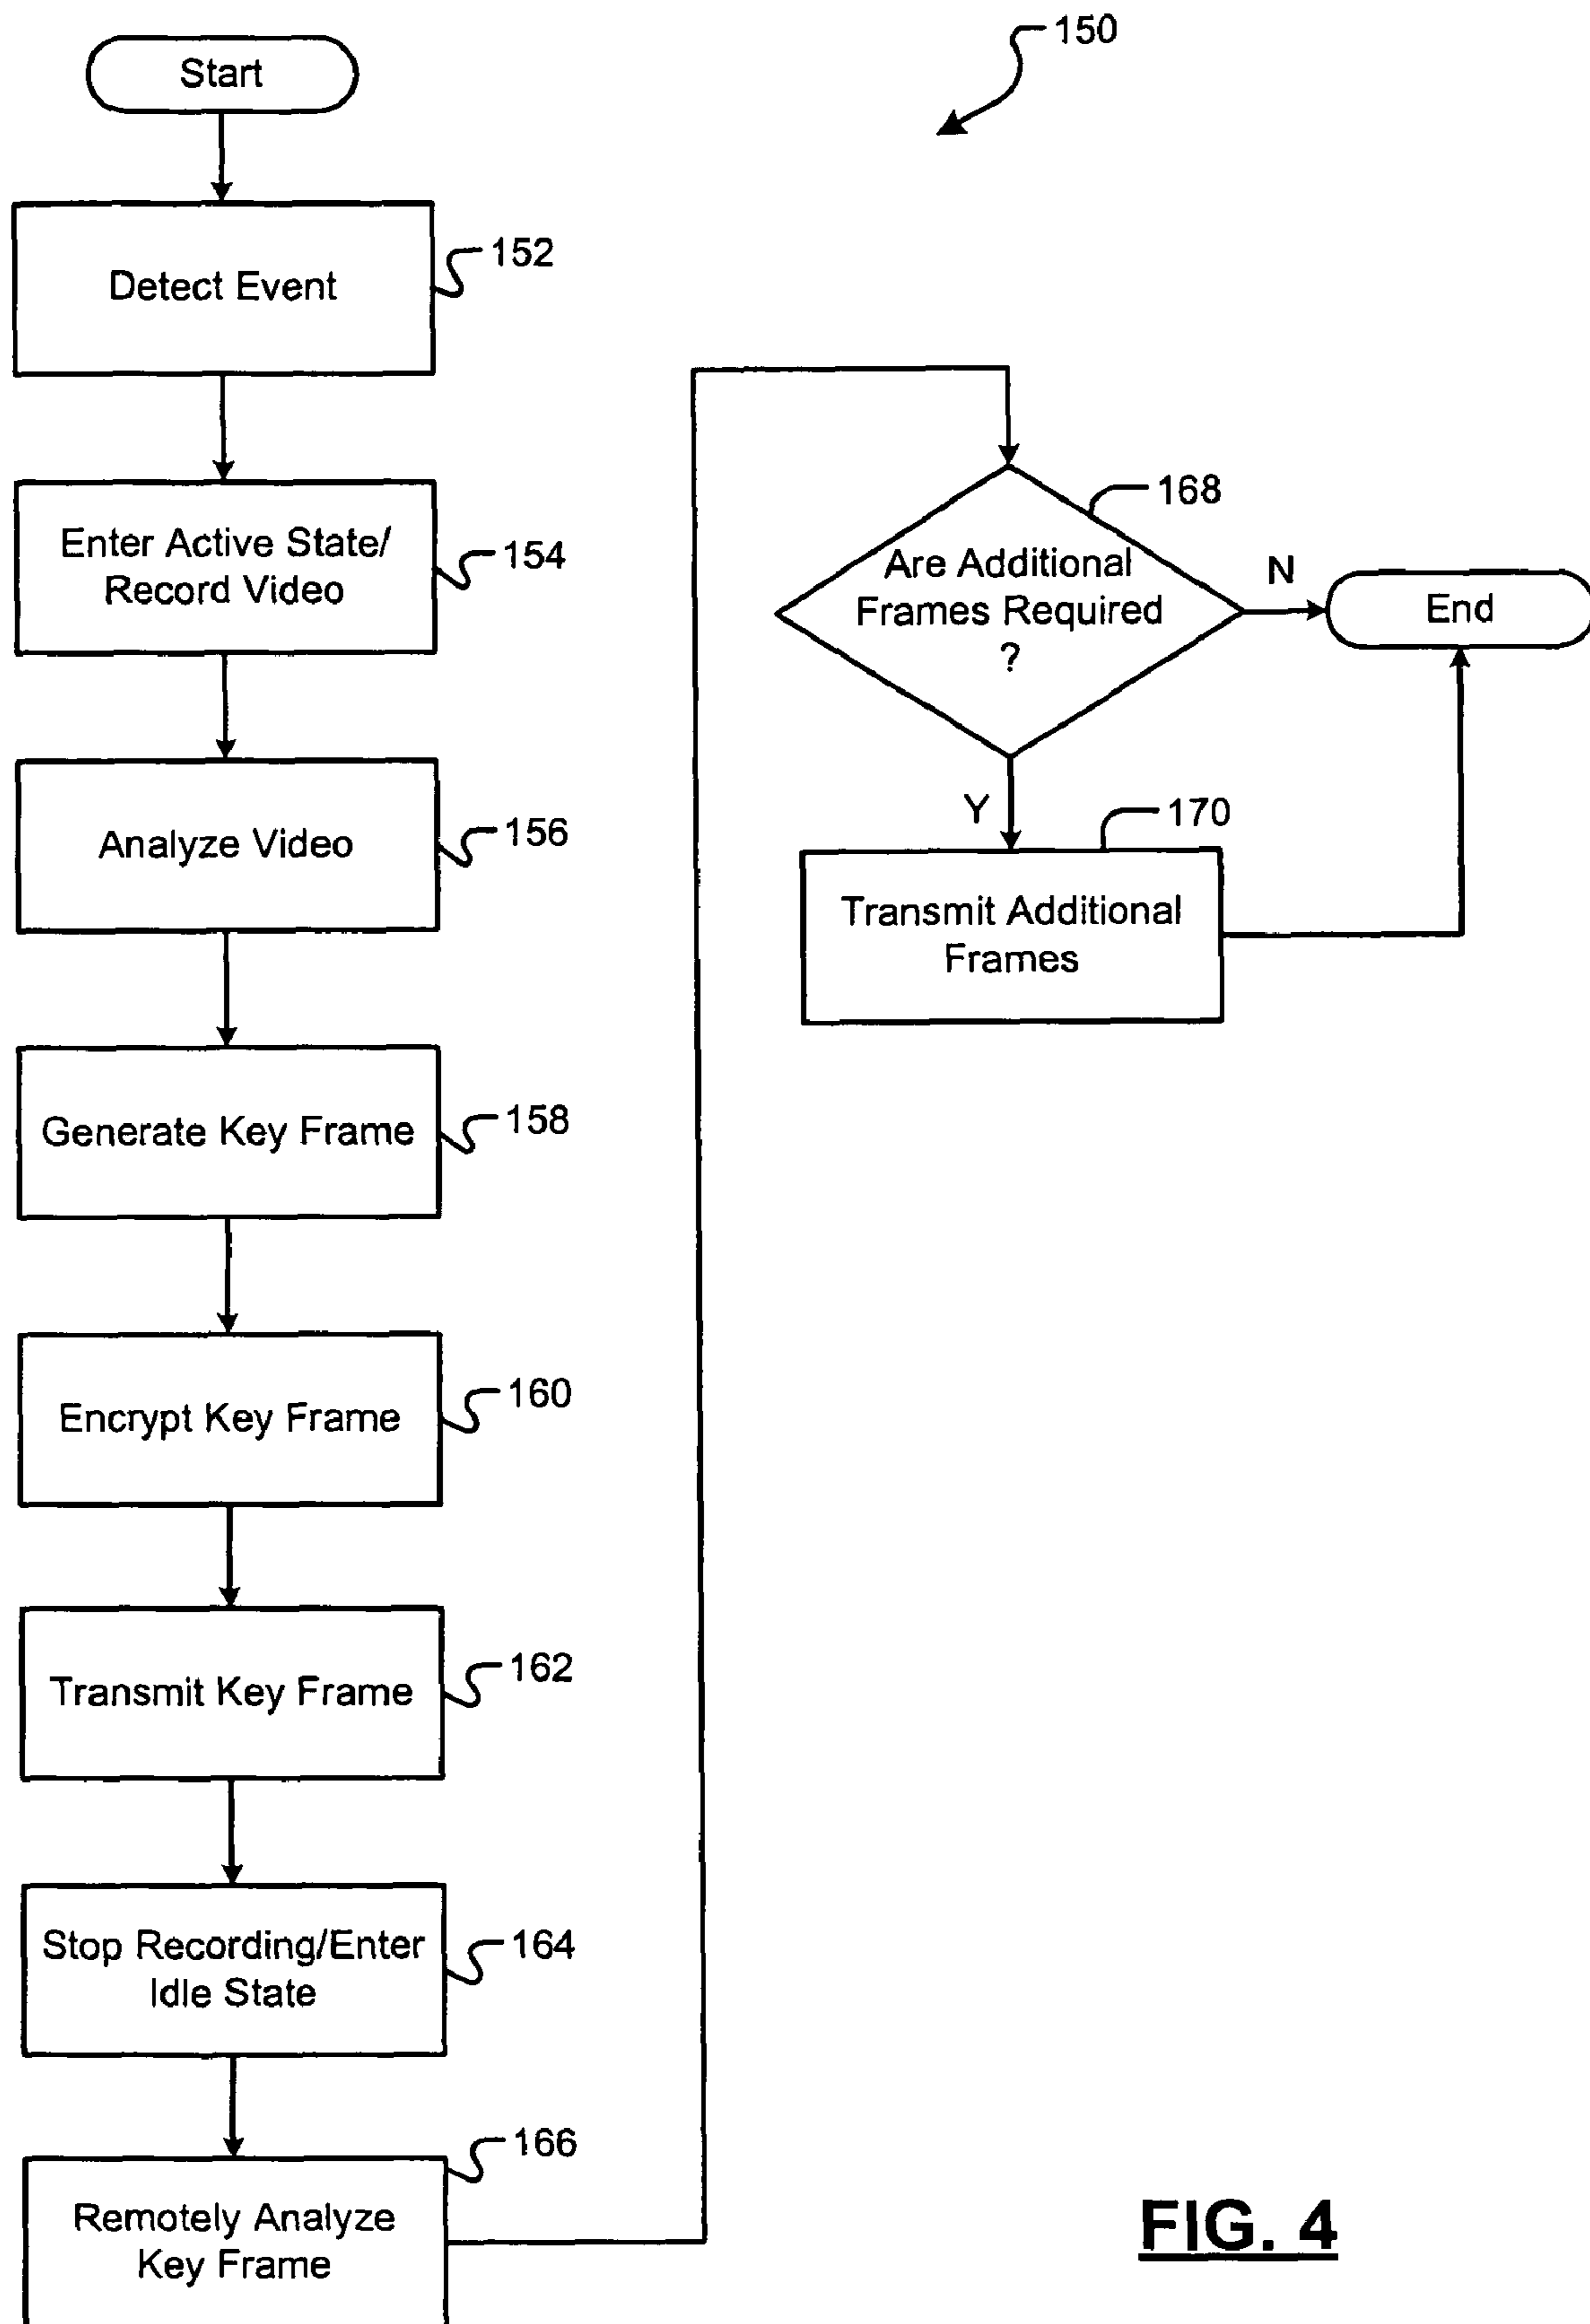 150
Start
Detect Event
152
Enter Active State/
Record Video
154
Analyze Video
156
Generate Key Frame
158
Encrypt Key Frame
160
Transmit Key Frame
162
Stop Recording/Enter
Idle State
164
Remotely Analyze
Key Frame
166
Are Additional
Frames Required
?
168
N
End
Y
Transmit Additional
Frames
170
FIG. 4